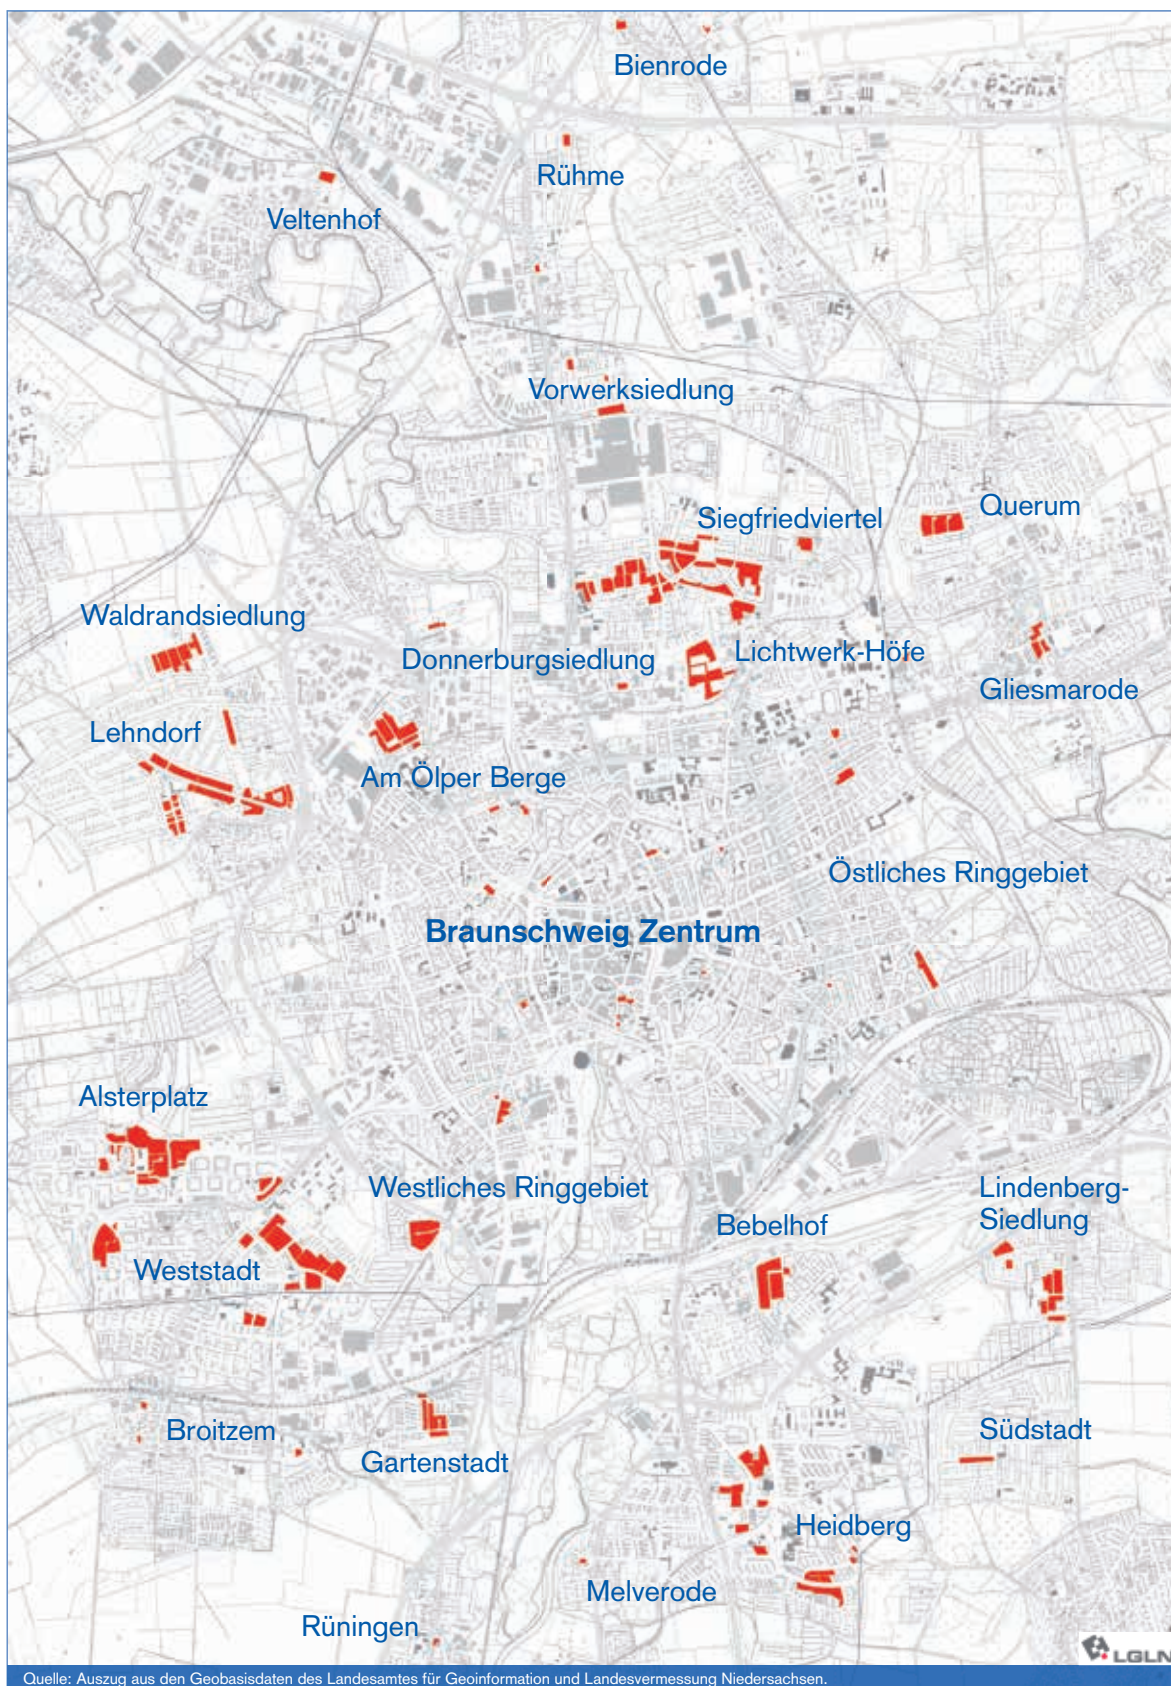 Bienrode
Rühme
Veltenhof
Vorwerksiedlung
Siegfriedviertel
Querum
Waldrandsiedlung
Donnerburgsiedlung
Lichtwerk-Höfe
Gliesmarode
Lehndorf
Am Ölper Berge
Östliches Ringgebiet
Braunschweig Zentrum
Alsterplatz
Westliches Ringgebiet
Lindenberg-
Siedlung
Bebelhof
Weststadt
Broitzem
Gartenstadt
Südstadt
Heidberg
Melverode
Rüningen
LGLN
Quelle: Auszug aus den Geobasisdaten des Landesamtes für Geoinformation und Landesvermessung Niedersachsen.